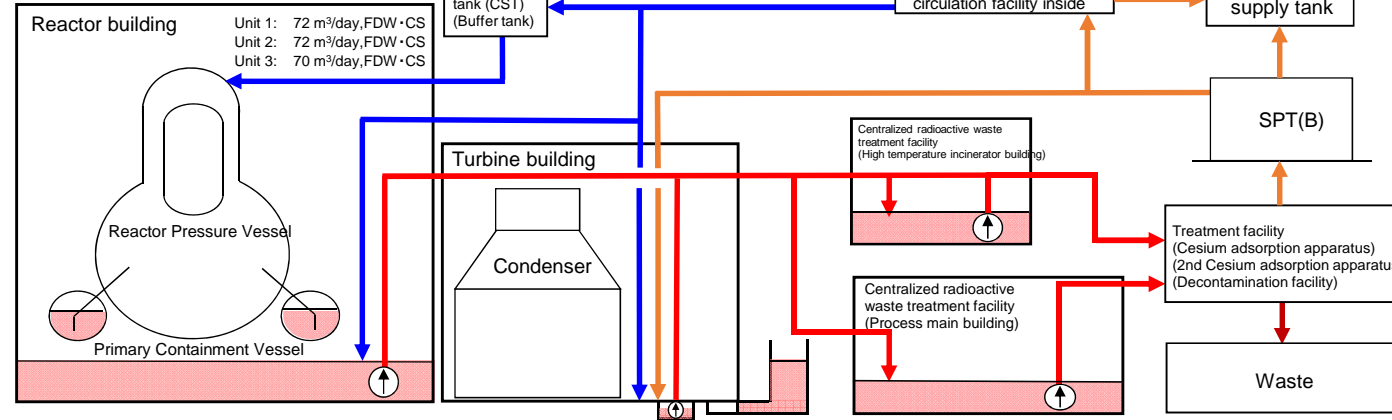 tank (CST)
(Buffer tank)
circulation facility inside
supply tank
Reactor building
Unit 1: 72 m³/day,FDW・CS
Unit 2: 72 m³/day,FDW・CS
Unit 3: 70 m³/day,FDW・CS
SPT(B)
Centralized radioactive waste
treatment facility
(High temperature incinerator building)
Turbine building
Reactor Pressure Vessel
Condenser
Treatment facility
(Cesium adsorption apparatus)
(2nd Cesium adsorption apparatus
(Decontamination facility)
Centralized radioactive
waste treatment facility
(Process main building)
Primary Containment Vessel
Waste